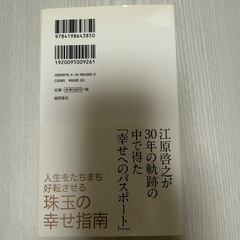 9784198643850
1920095009261
ISBN978-4-19-864385-0
定価
徳間書店
江原啓之が
30年の軌跡の
中で得た
「幸せへのパスポート」
人生をたちまち
好転させる
珠玉の
幸せ指南